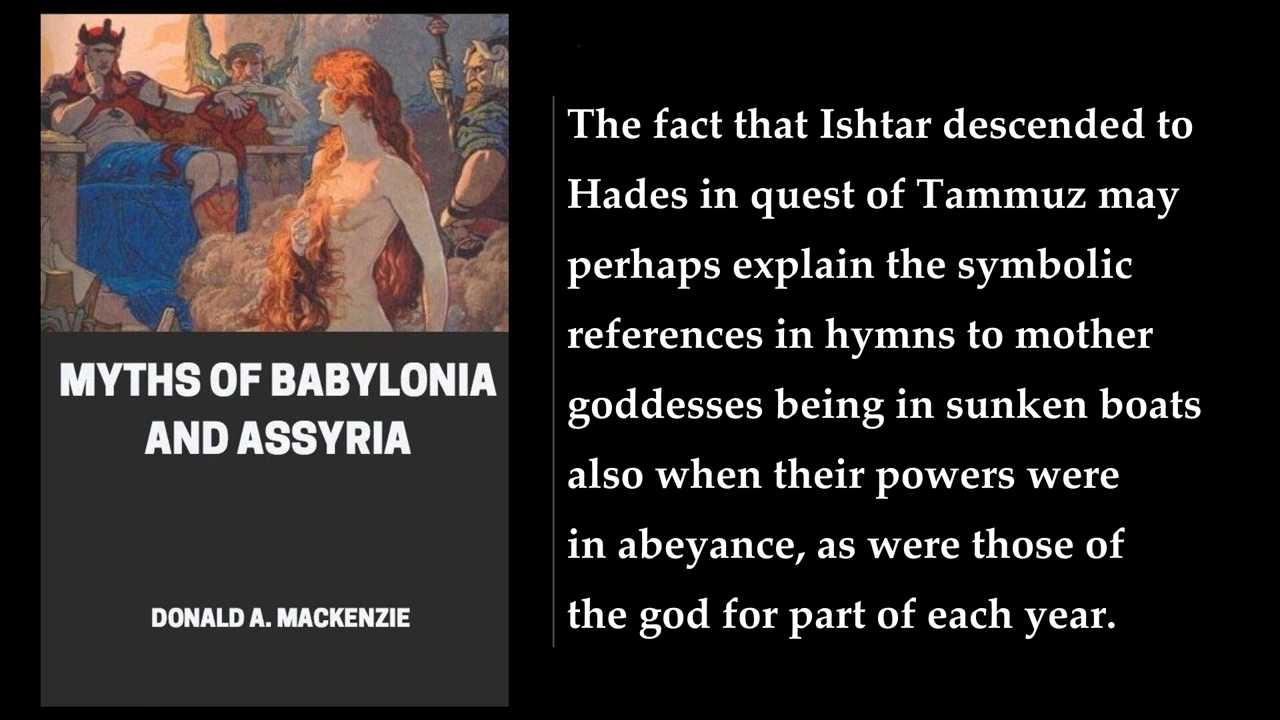 MYTHS OF BABYLONIA
AND ASSYRIA
DONALD A. MACKENZIE
The fact that Ishtar descended to
Hades in quest of Tammuz may
perhaps explain the symbolic
references in hymns to mother
goddesses being in sunken boats
also when their powers were
in abeyance, as were those of
the god for part of each year.